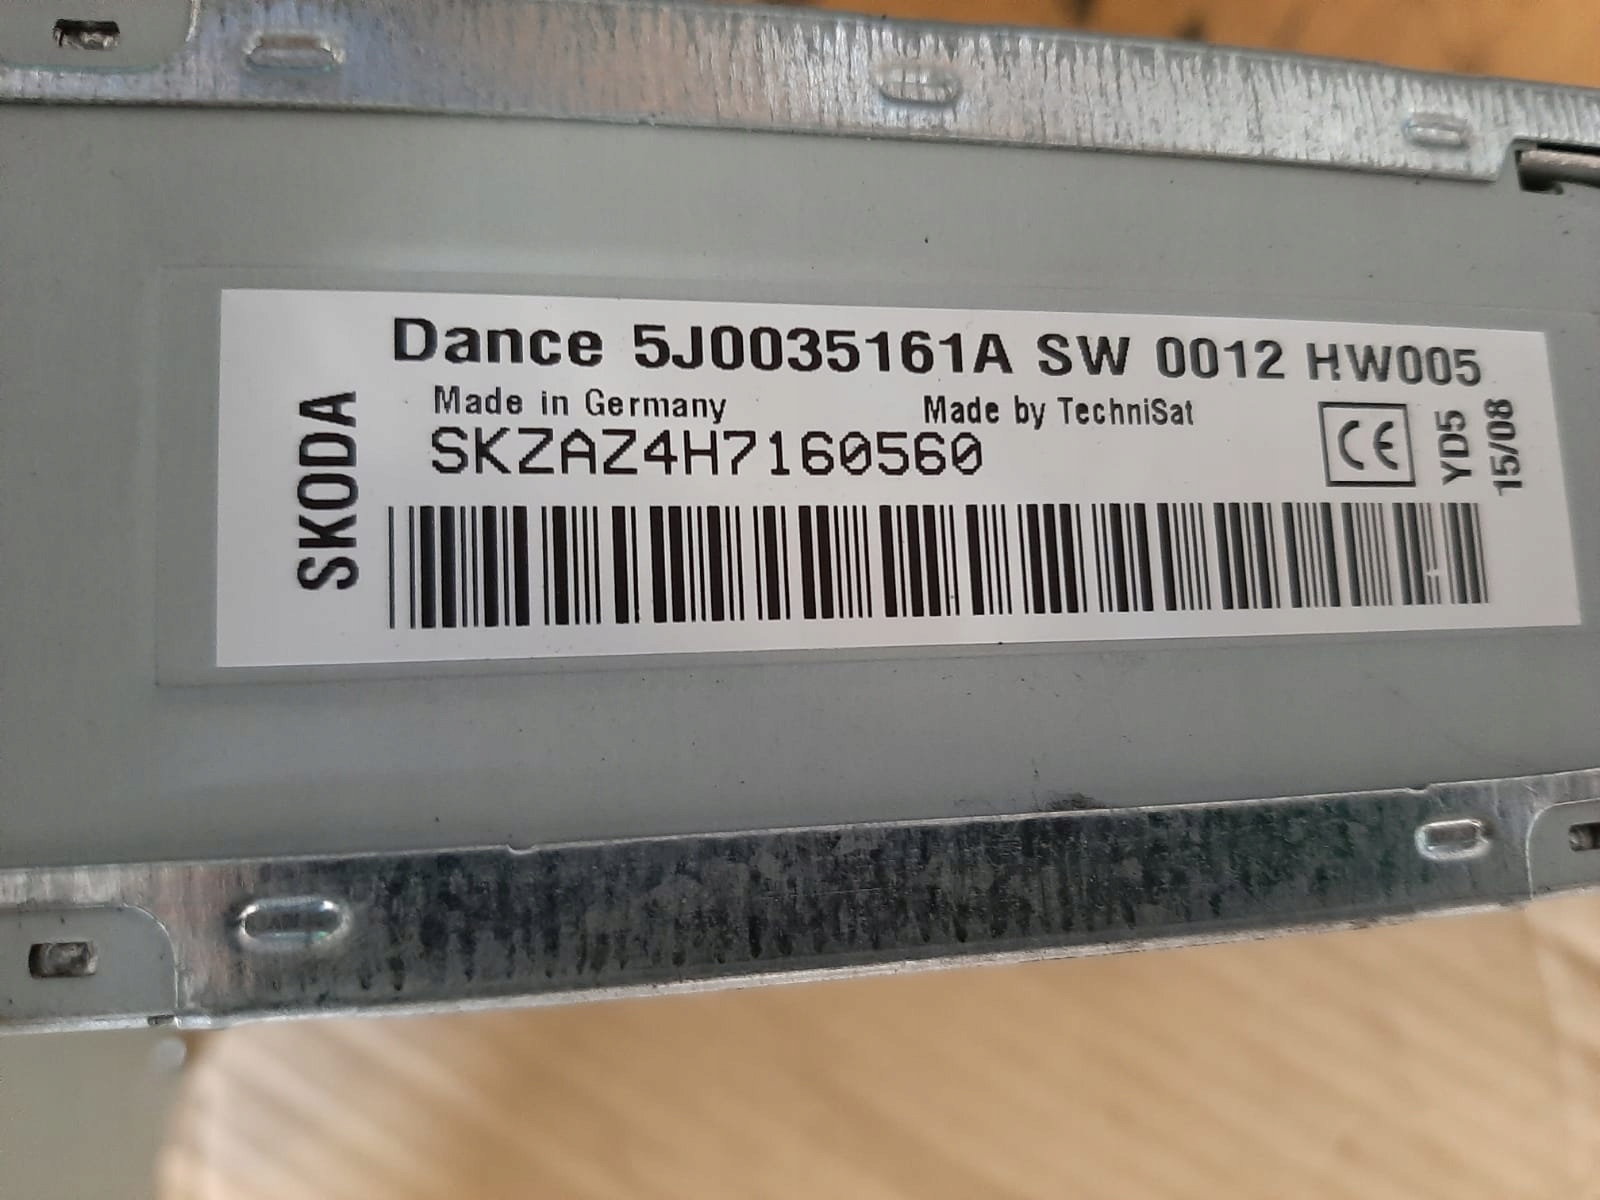 SKODA
Dance 5J0035161A SW 0012 HW005
Made in Germany
Made by TechniSat
SKZAZ4H7160560
CE
YD5
15/08